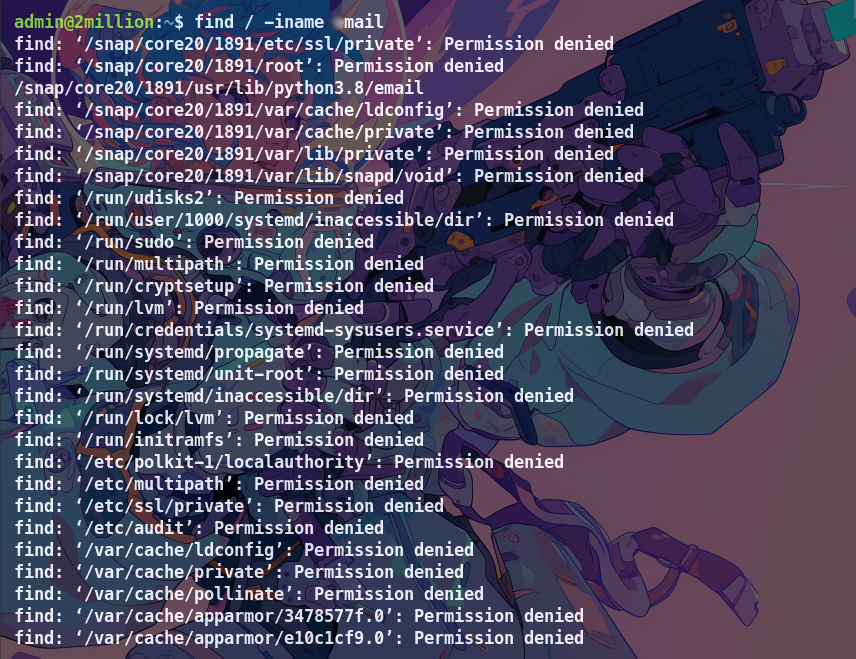 admin@2million:~$ find / -iname mail
find: ‘/snap/core20/1891/etc/ssl/private’: Permission denied
find: ‘/snap/core20/1891/root’: Permission denied
/snap/core20/1891/usr/lib/python3.8/email
find: ‘/snap/core20/1891/var/cache/ldconfig’: Permission denied
find: ‘/snap/core20/1891/var/cache/private’: Permission denied
find: ‘/snap/core20/1891/var/lib/private’: Permission denied
find: ‘/snap/core20/1891/var/lib/snapd/void’: Permission denied
find: ‘/run/udisks2’: Permission denied
find: ‘/run/user/1000/systemd/inaccessible/dir’: Permission denied
find: ‘/run/sudo’: Permission denied
find: ‘/run/multipath’: Permission denied
find: ‘/run/cryptsetup’: Permission denied
find: ‘/run/lvm’: Permission denied
find: ‘/run/credentials/systemd-sysusers.service’: Permission denied
find: ‘/run/systemd/propagate’: Permission denied
find: ‘/run/systemd/unit-root’: Permission denied
find: ‘/run/systemd/inaccessible/dir’: Permission denied
find: ‘/run/lock/lvm’: Permission denied
find: ‘/run/initramfs’: Permission denied
find: ‘/etc/polkit-1/localauthority’: Permission denied
find: ‘/etc/multipath’: Permission denied
find: ‘/etc/ssl/private’: Permission denied
find: ‘/etc/audit’: Permission denied
find: ‘/var/cache/ldconfig’: Permission denied
find: ‘/var/cache/private’: Permission denied
find: ‘/var/cache/pollinate’: Permission denied
find: ‘/var/cache/apparmor/3478577f.0’: Permission denied
find: ‘/var/cache/apparmor/e10c1cf9.0’: Permission denied